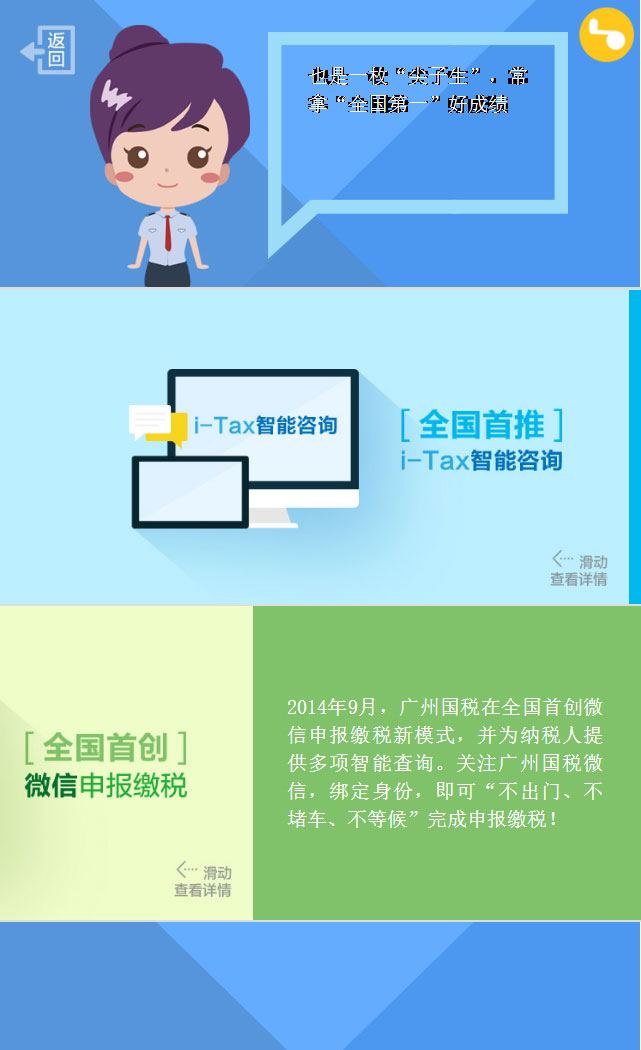 返
回
也是一枚“尖子生”，常
拿“全国第一”好成绩
i-Tax智能咨询
[全国首推]
i-Tax智能咨询
滑动
查看详情
[全国首创]
微信申报缴税
滑动
查看详情
2014年9月，广州国税在全国首创微
信申报缴税新模式，并为纳税人提
供多项智能查询。关注广州国税微
信，绑定身份，即可“不出门、不
堵车、不等候”完成申报缴税！